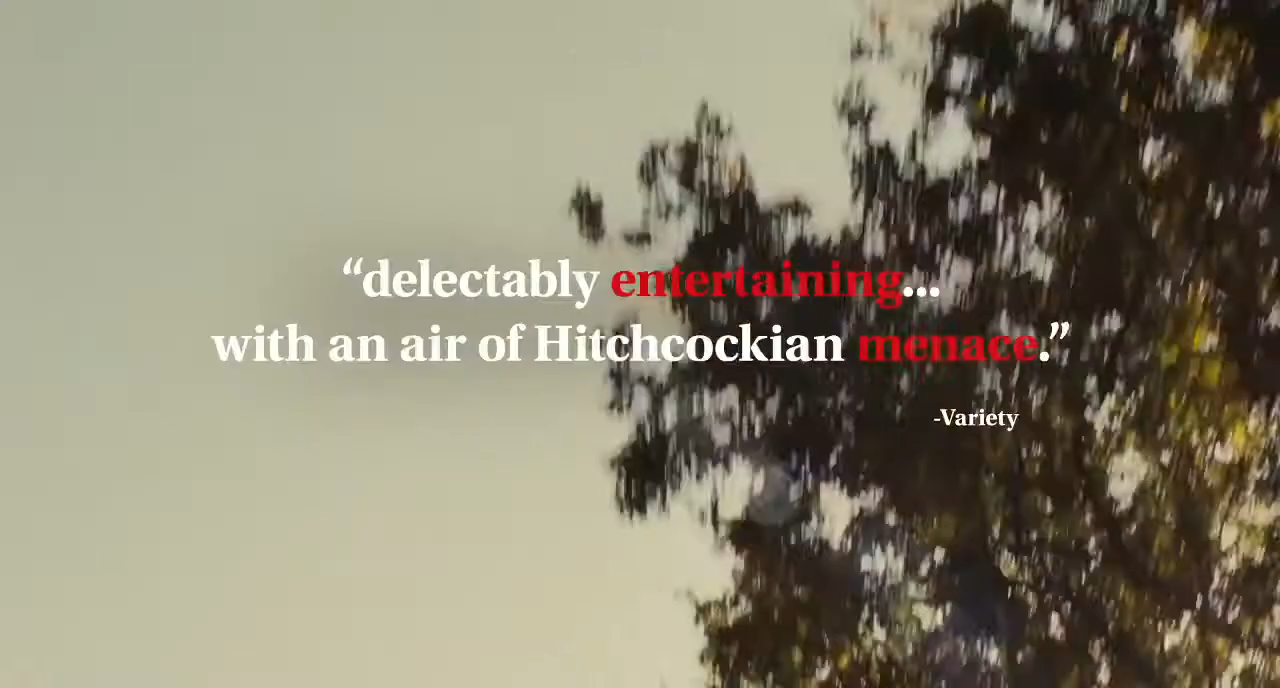 “delectably entertaining...
with an air of Hitchcockian menace.”
-Variety